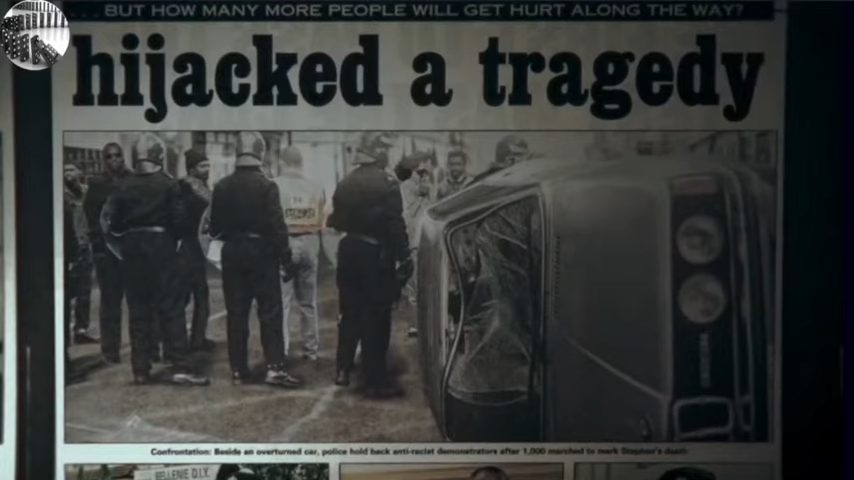 ...BUT HOW MANY MORE PEOPLE WILL GET HURT ALONG THE WAY?
hijacked a tragedy
Confrontation: Beside an overturned car, police hold back anti-racist demonstrators after 1,000 marched to mark Stephen's death
BELLENIE D.I.Y.